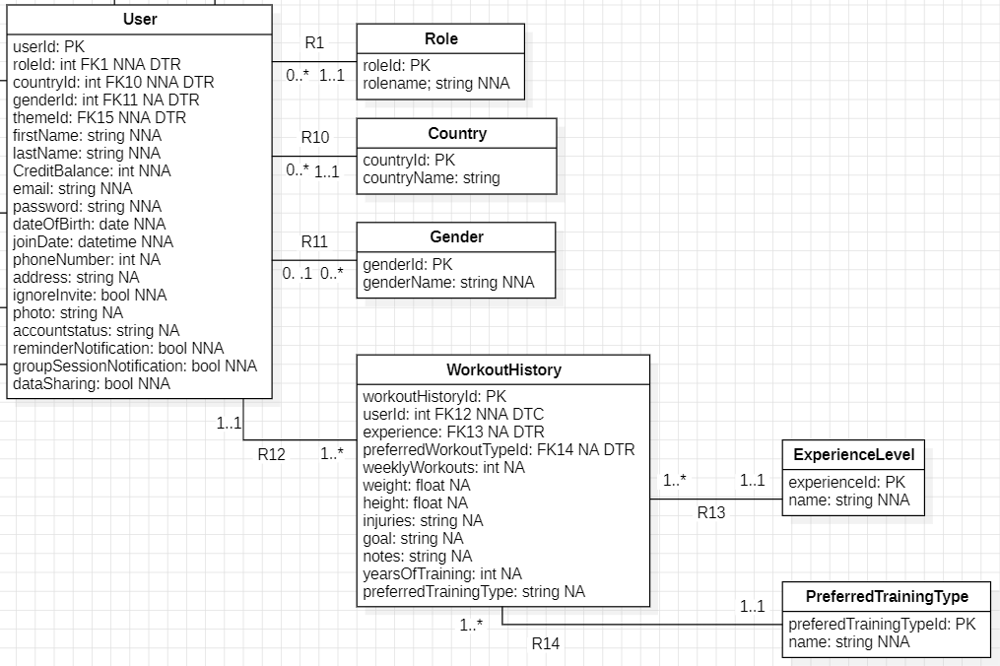 User
userId: PK
roleId: int FK1 NNA DTR
countryId: int FK10 NNA DTR
genderId: int FK11 NA DTR
themeId: FK15 NNA DTR
firstName: string NNA
lastName: string NNA
CreditBalance: int NNA
email: string NNA
password: string NNA
dateOfBirth: date NNA
joinDate: datetime NNA
phoneNumber: int NA
address: string NA
ignoreInvite: bool NNA
photo: string NA
accountstatus: string NA
reminderNotification: bool NNA
groupSessionNotification: bool NNA
dataSharing: bool NNA
R1
0..* 1..1
Role
roleId: PK
rolename; string NNA
R10
0..* 1..1
Country
countryId: PK
countryName: string
R11
0. .1 0..*
Gender
genderId: PK
genderName: string NNA
1..1
R12
1..*
WorkoutHistory
workoutHistoryId: PK
userId: int FK12 NNA DTC
experience: FK13 NA DTR
preferredWorkoutTypeId: FK14 NA DTR
weeklyWorkouts: int NA
weight: float NA
height: float NA
injuries: string NA
goal: string NA
notes: string NA
yearsOfTraining: int NA
preferredTrainingType: string NA
1..*
1..1
R13
ExperienceLevel
experienceId: PK
name: string NNA
1..*
1..1
R14
PreferredTrainingType
preferedTrainingTypeId: PK
name: string NNA